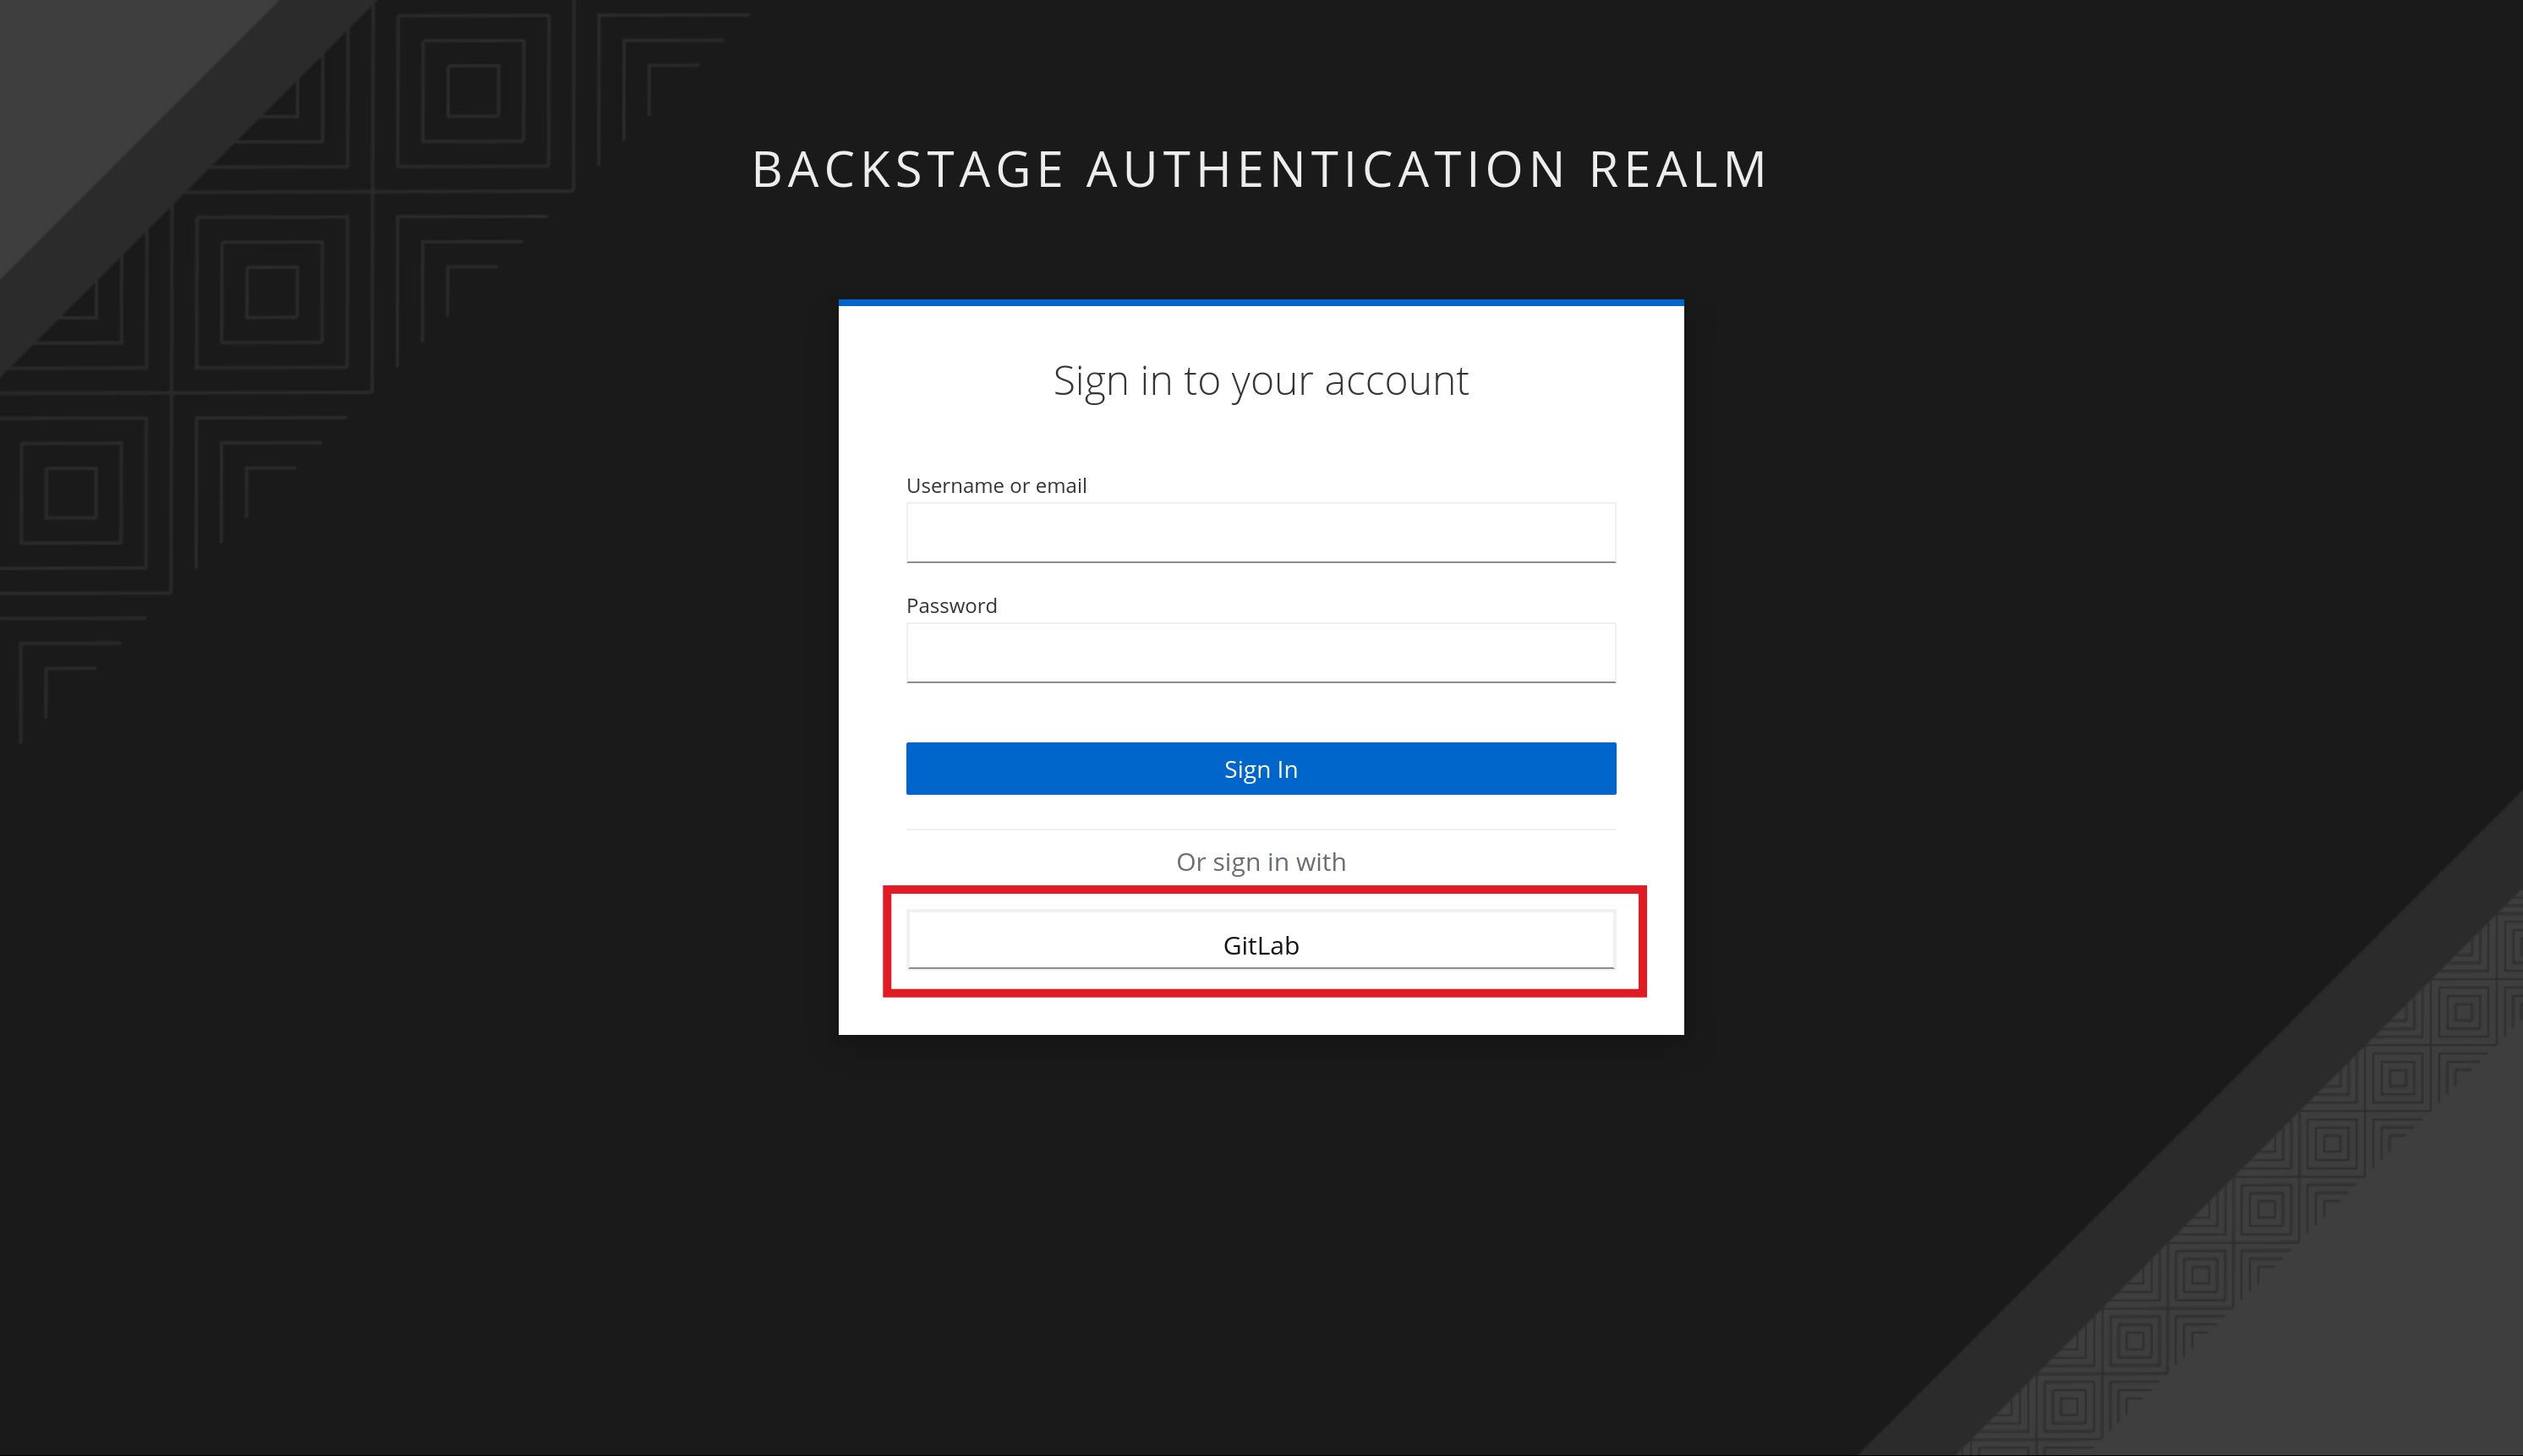 BACKSTAGE AUTHENTICATION REALM
Sign in to your account
Username or email
Password
Sign In
Or sign in with
GitLab